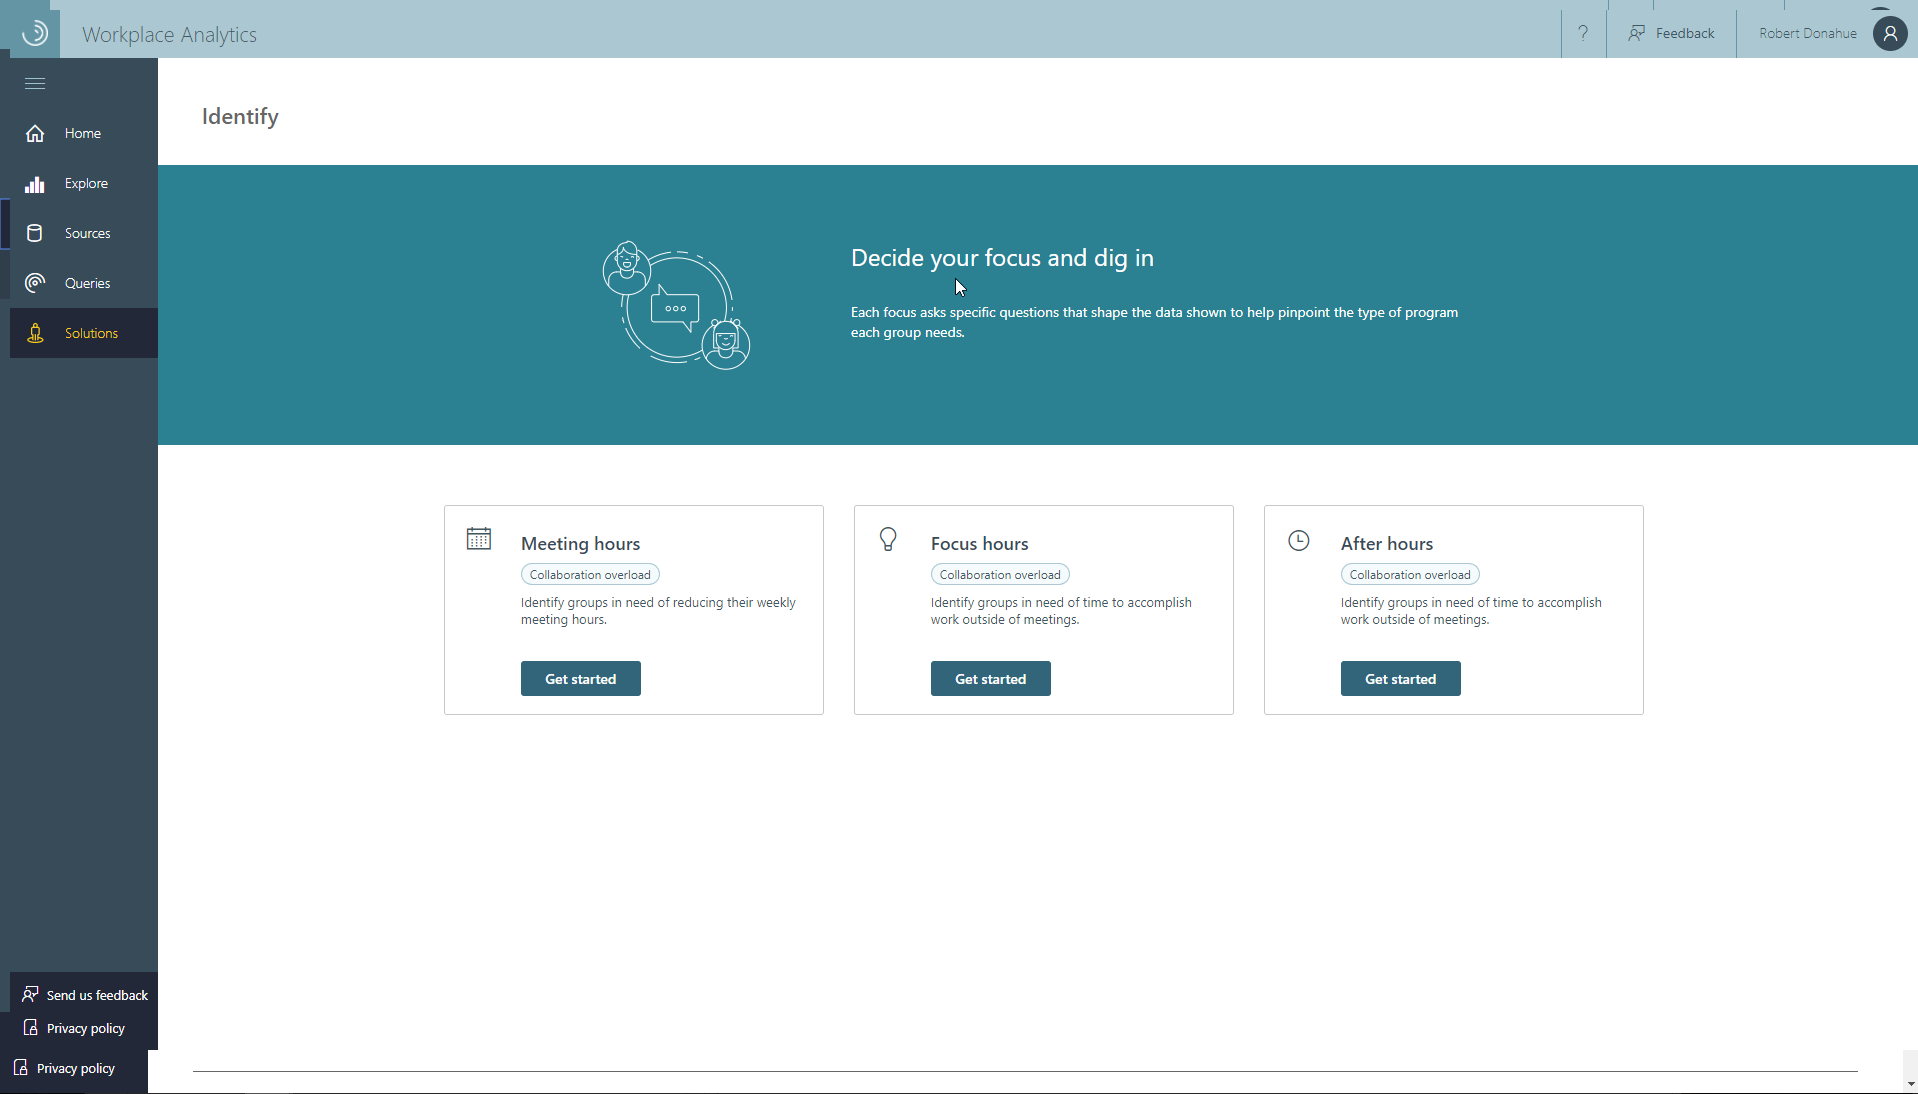 Workplace Analytics
?
Feedback
Robert Donahue
Home
Explore
Sources
Queries
Solutions
Identify
Decide your focus and dig in
Each focus asks specific questions that shape the data shown to help pinpoint the type of program
each group needs.
Meeting hours
Collaboration overload
Identify groups in need of reducing their weekly
meeting hours.
Get started
Focus hours
Collaboration overload
Identify groups in need of time to accomplish
work outside of meetings.
Get started
After hours
Collaboration overload
Identify groups in need of time to accomplish
work outside of meetings.
Get started
Send us feedback
Privacy policy
Privacy policy